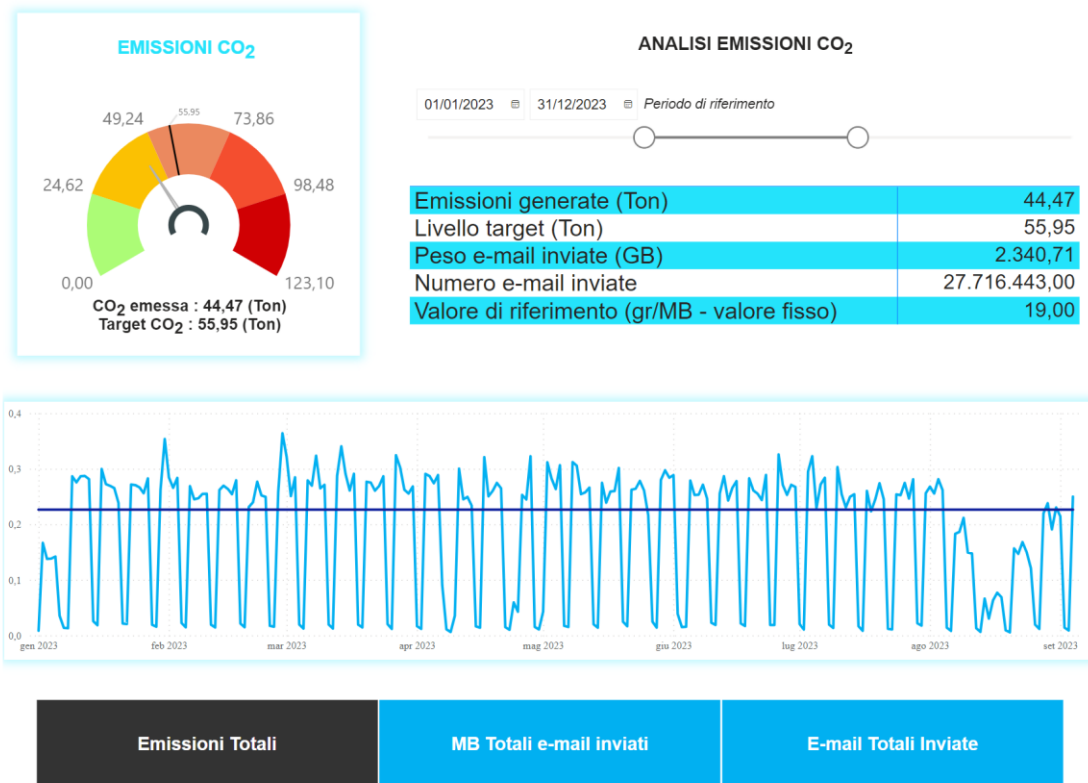 EMISSIONI CO2
55.95
49,24
73,86
24,62
98,48
0,00
123,10
CO2 emessa : 44,47 (Ton)
Target CO2 : 55,95 (Ton)
ANALISI EMISSIONI CO2
01/01/2023 31/12/2023 Periodo di riferimento
Emissioni generate (Ton) 44,47
Livello target (Ton) 55,95
Peso e-mail inviate (GB) 2.340,71
Numero e-mail inviate 27.716.443,00
Valore di riferimento (gr/MB - valore fisso) 19,00
0,4
0,3
0,2
0,1
0,0
gen 2023 feb 2023 mar 2023 apr 2023 mag 2023 giu 2023 lug 2023 ago 2023 set 2023
Emissioni Totali MB Totali e-mail inviati E-mail Totali Inviate